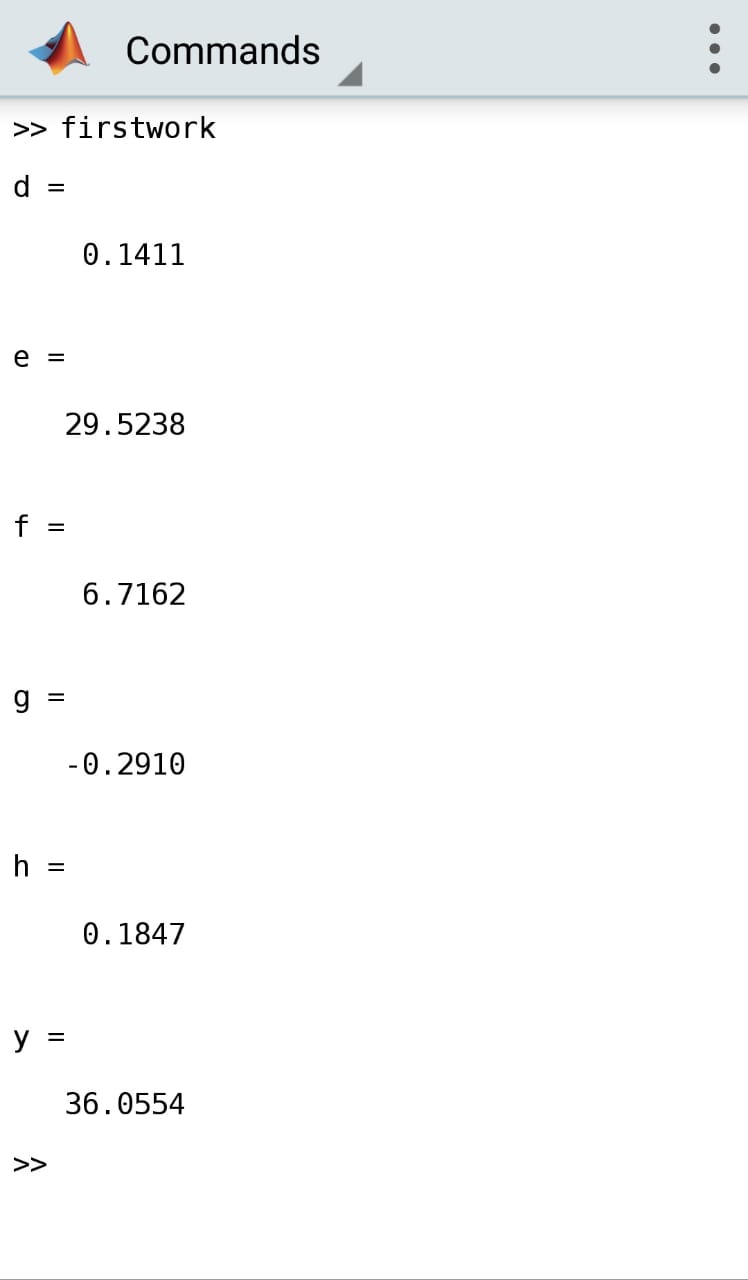 Commands
>> firstwork
d =
0.1411
e =
29.5238
f =
6.7162
g =
-0.2910
h =
0.1847
y =
36.0554
>>